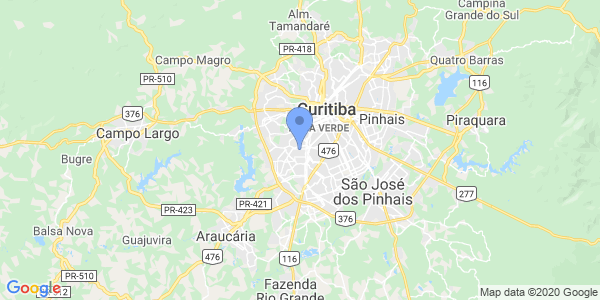 Campina
Grande do Sul
Alm.
Tamandaré
PR-418
Campo Magro
Quatro Barras
PR-510
116
Curitiba
376
376
Pinhais
Piraquara
VERDE
Campo Largo
476
Bugre
São José
dos Pinhais
277
PR-421
PR-423
376
Balsa Nova
Araucária
Guajuvira
476
116
PR-510
Fazenda
Rio Grande
Google
Map data ©2020 Google